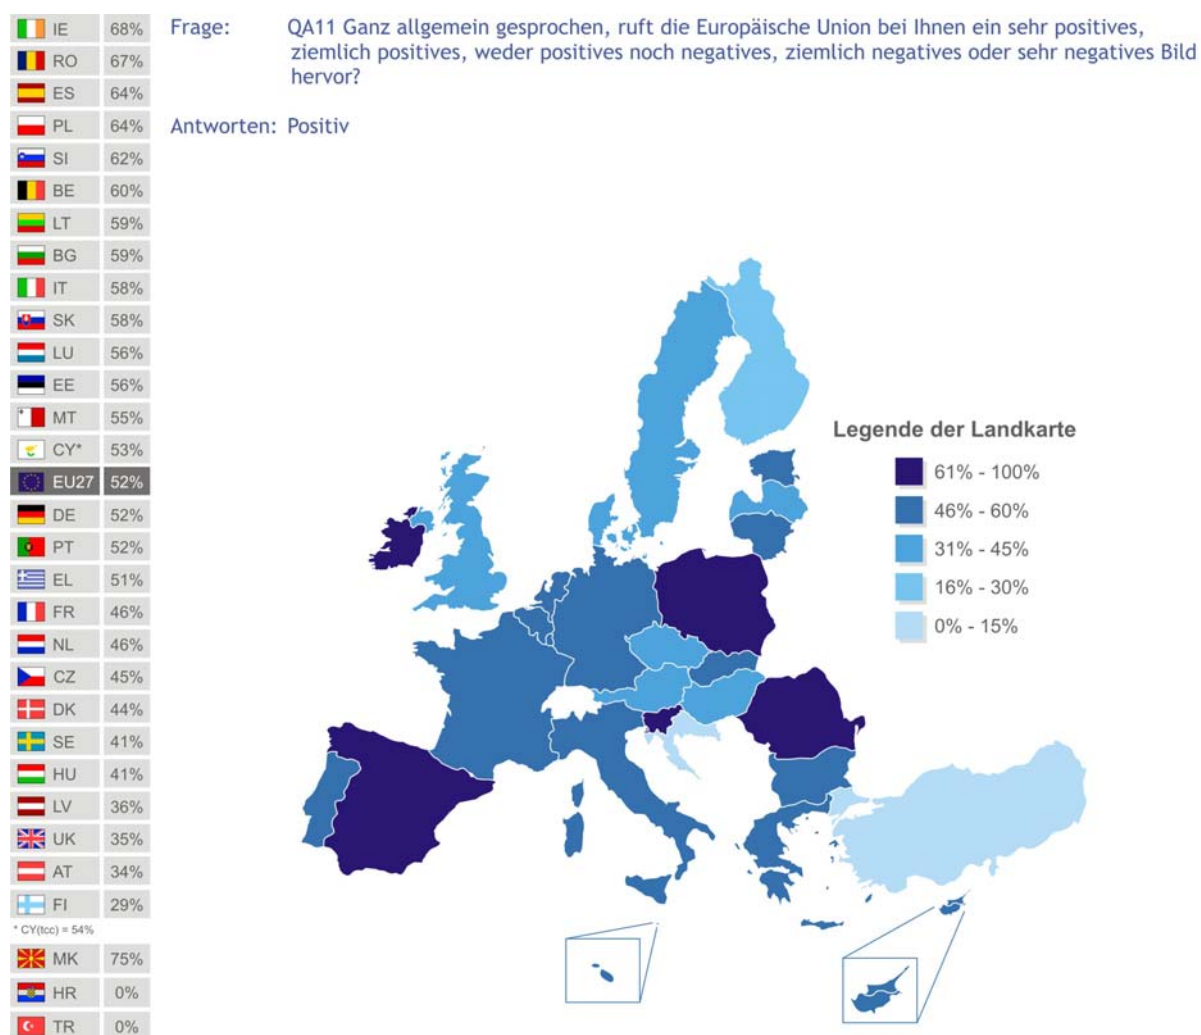 Frage: QA11 Ganz allgemein gesprochen, ruft die Europäische Union bei Ihnen ein sehr positives,
ziemlich positives, weder positives noch negatives, ziemlich negatives oder sehr negatives Bild
hervor?
Antworten: Positiv
IE 68%
RO 67%
ES 64%
PL 64%
SI 62%
BE 60%
LT 59%
BG 59%
IT 58%
SK 58%
LU 56%
EE 56%
MT 55%
CY* 53%
EU27 52%
DE 52%
PT 52%
EL 51%
FR 46%
NL 46%
CZ 45%
DK 44%
SE 41%
HU 41%
LV 36%
UK 35%
AT 34%
FI 29%
* CY(tcc) = 54%
MK 75%
HR 0%
TR 0%
Legende der Landkarte
61% - 100%
46% - 60%
31% - 45%
16% - 30%
0% - 15%